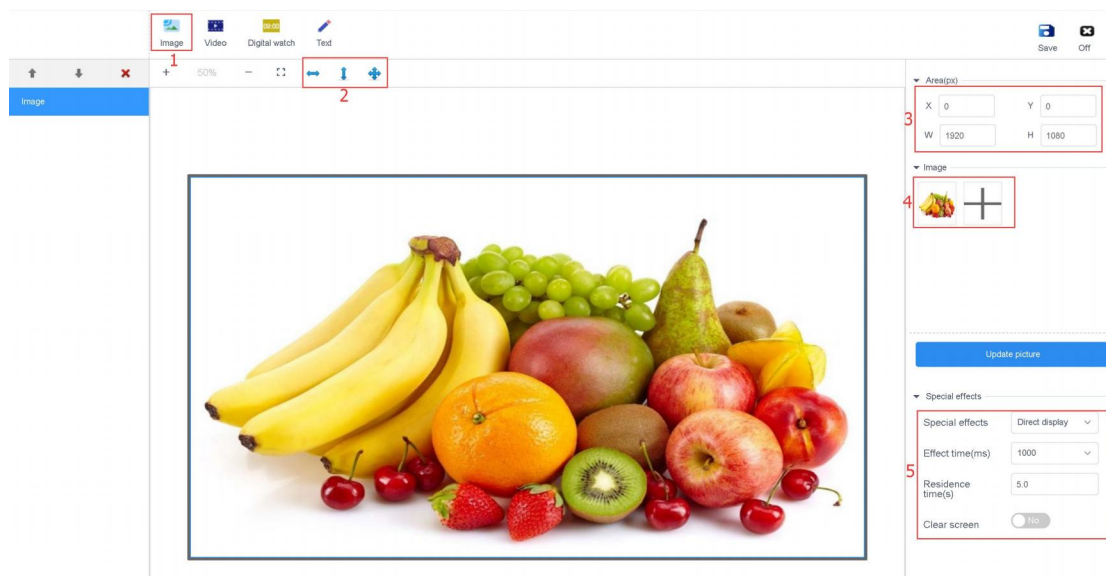 Image Video Digital watch Text
Save Off
1
+ 50% −
2
Image
Area(px)
X 0 Y 0
3
W 1920 H 1080
Image
4
Update picture
Special effects
Special effects Direct display
Effect time(ms) 1000
5
Residence time(s) 5.0
Clear screen No